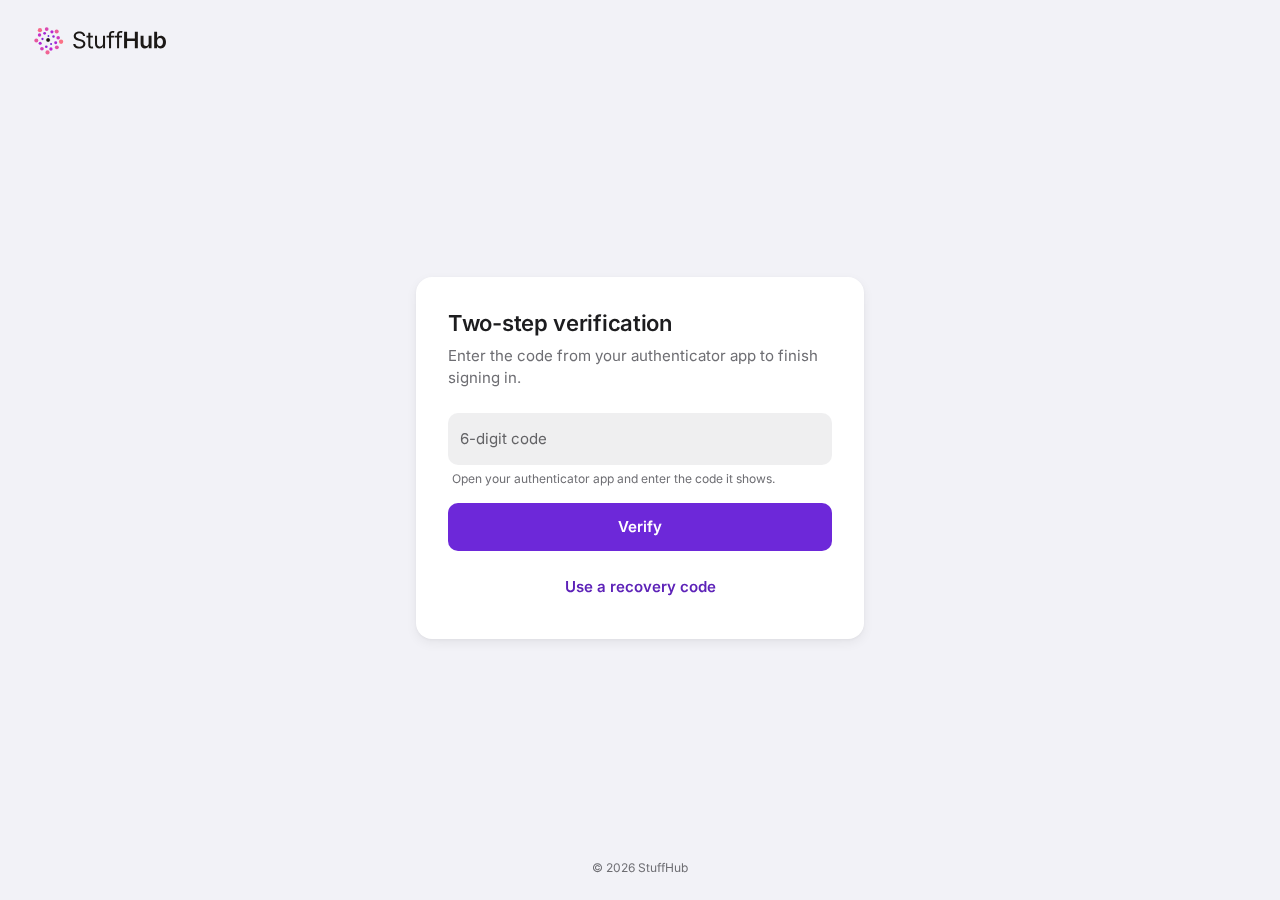 StuffHub
Two-step verification
Enter the code from your authenticator app to finish
signing in.
6-digit code
Open your authenticator app and enter the code it shows.
Verify
Use a recovery code
© 2026 StuffHub